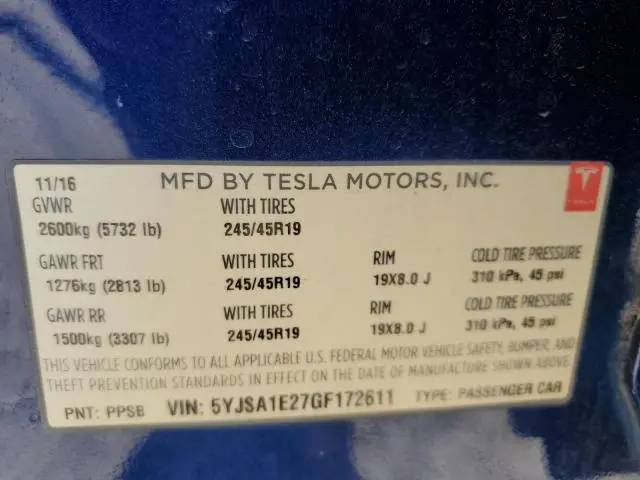 11/16 MFD BY TESLA MOTORS, INC.
TESLA
GVWR WITH TIRES
2600kg (5732 lb) 245/45R19
GAWR FRT WITH TIRES RIM COLD TIRE PRESSURE
1276kg (2813 lb) 245/45R19 19X8.0 J 310 kPa, 45 psi
GAWR RR WITH TIRES RIM COLD TIRE PRESSURE
1500kg (3307 lb) 245/45R19 19X8.0 J 310 kPa, 45 psi
THIS VEHICLE CONFORMS TO ALL APPLICABLE U.S. FEDERAL MOTOR VEHICLE SAFETY, BUMPER, AND
THEFT PREVENTION STANDARDS IN EFFECT ON THE DATE OF MANUFACTURE SHOWN ABOVE.
PNT: PPSB VIN: 5YJSA1E27GF172611 TYPE: PASSENGER CAR